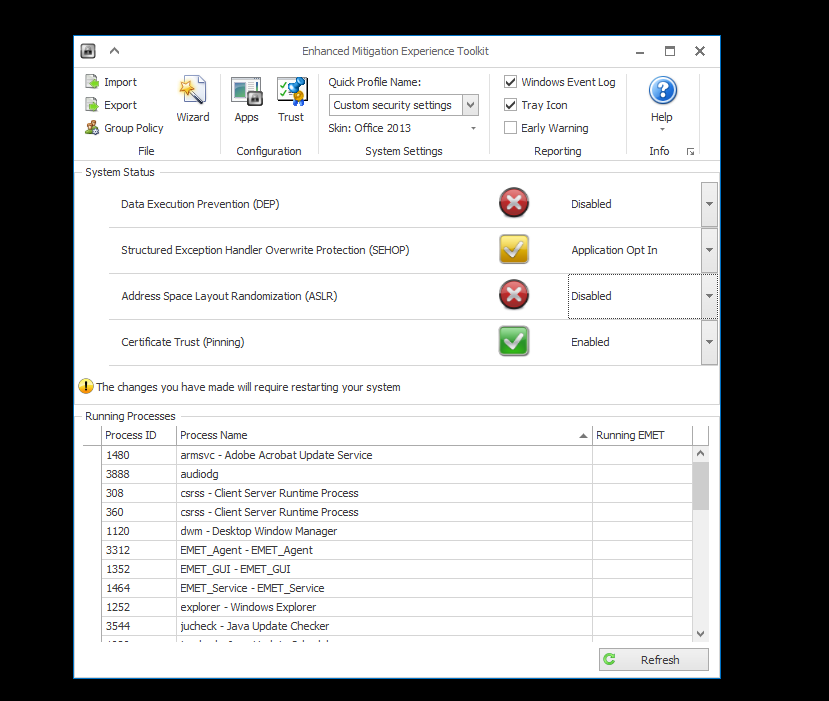 Enhanced Mitigation Experience Toolkit
Import
Export
Group Policy
Wizard
File
Apps
Trust
Configuration
Quick Profile Name:
Custom security settings
Skin: Office 2013
System Settings
Windows Event Log
Tray Icon
Early Warning
Reporting
Help
Info
System Status
Data Execution Prevention (DEP) Disabled
Structured Exception Handler Overwrite Protection (SEHOP) Application Opt In
Address Space Layout Randomization (ASLR) Disabled
Certificate Trust (Pinning) Enabled
The changes you have made will require restarting your system
Running Processes
Process ID Process Name Running EMET
1480 armsvc - Adobe Acrobat Update Service
3888 audiodg
308 csrss - Client Server Runtime Process
360 csrss - Client Server Runtime Process
1120 dwm - Desktop Window Manager
3312 EMET_Agent - EMET_Agent
1352 EMET_GUI - EMET_GUI
1464 EMET_Service - EMET_Service
1252 explorer - Windows Explorer
3544 jucheck - Java Update Checker
Refresh